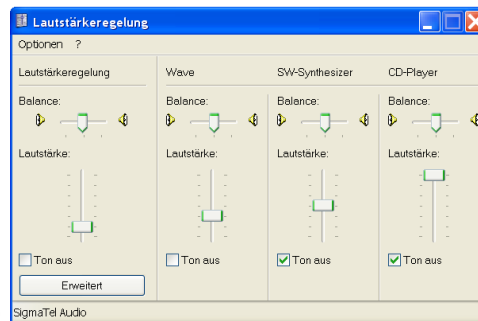 Lautstärkeregelung
Optionen ?
Lautstärkeregelung Wave SW-Synthesizer CD-Player
Balance: Balance: Balance: Balance:
Lautstärke: Lautstärke: Lautstärke: Lautstärke:
Ton aus Ton aus Ton aus Ton aus
Erweitert
SigmaTel Audio